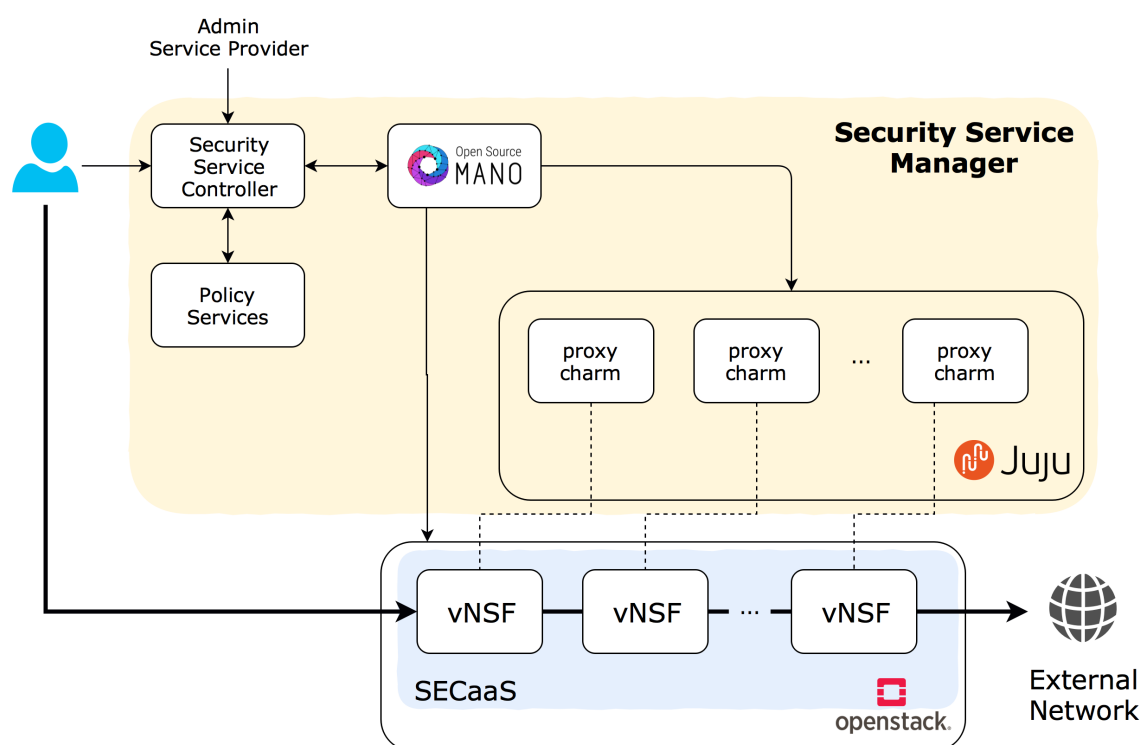 Admin
Service Provider
Security
Service
Controller
Open Source
MANO
Security Service
Manager
Policy
Services
proxy
charm
proxy
charm
...
proxy
charm
Juju
vNSF
vNSF
...
vNSF
SECaaS
openstack.
External
Network